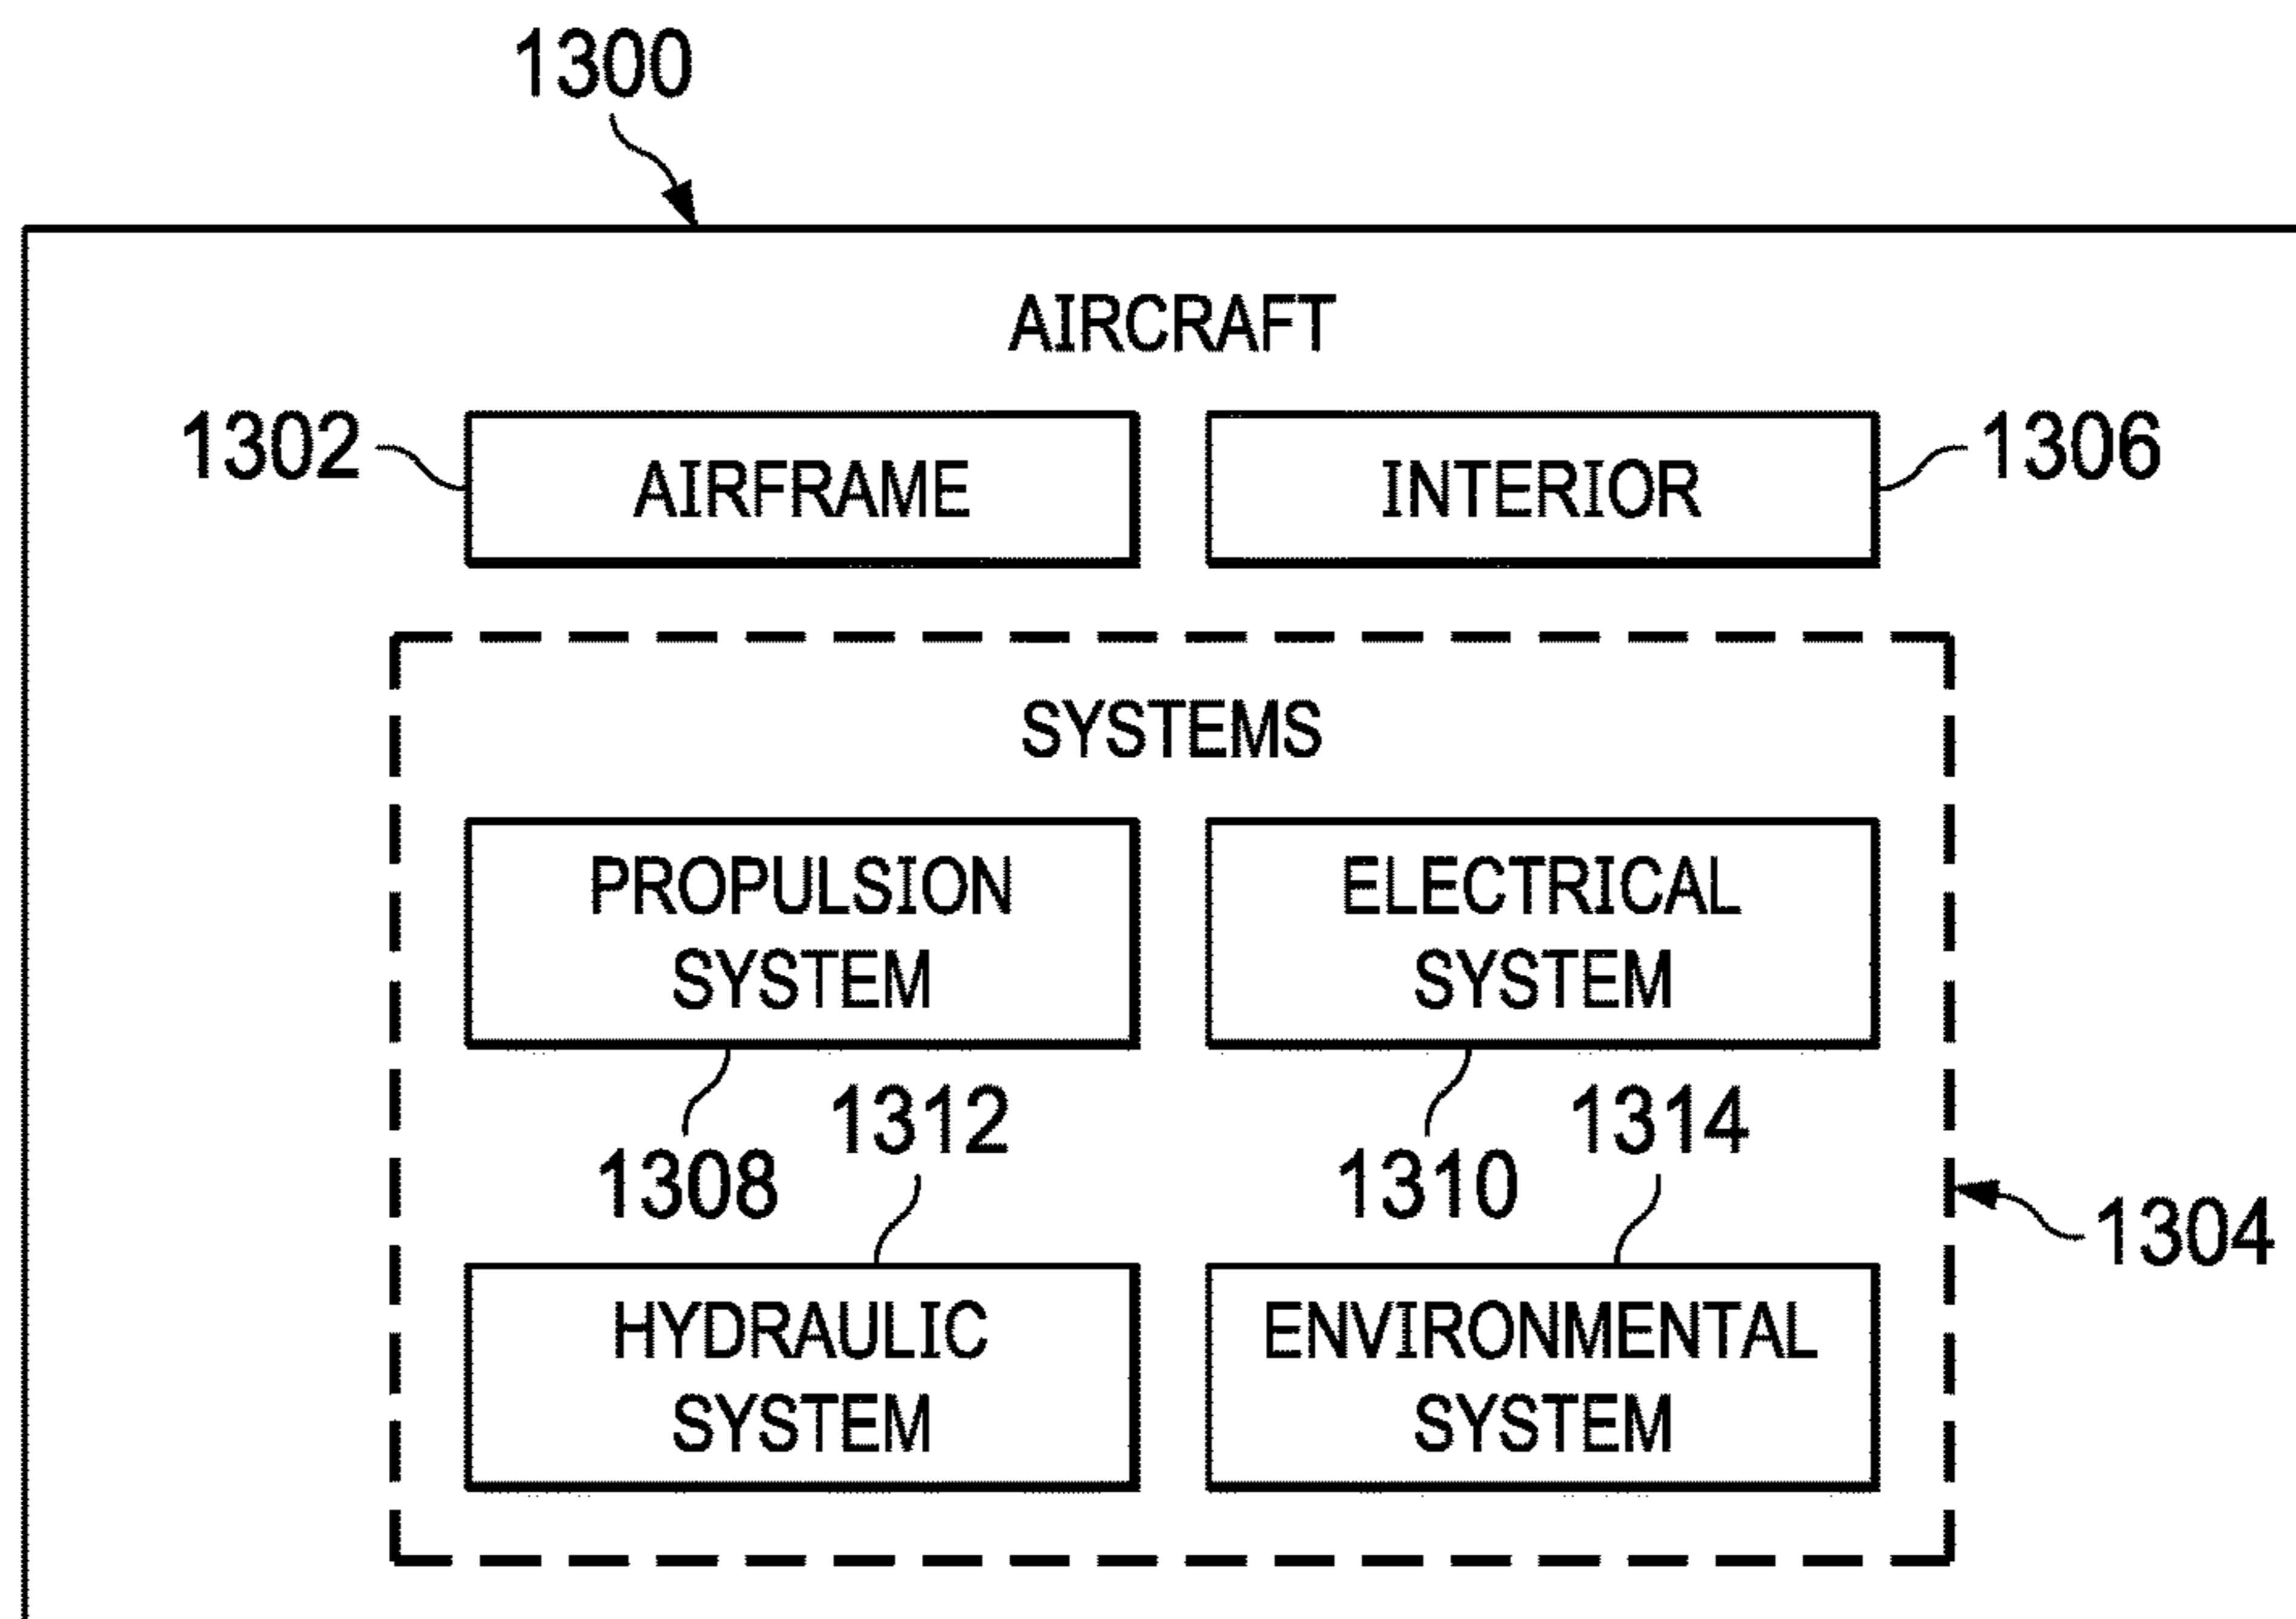 1300
AIRCRAFT
1302
AIRFRAME
INTERIOR
1306
SYSTEMS
PROPULSION
SYSTEM
ELECTRICAL
SYSTEM
1308
1312
1310
1314
1304
HYDRAULIC
SYSTEM
ENVIRONMENTAL
SYSTEM